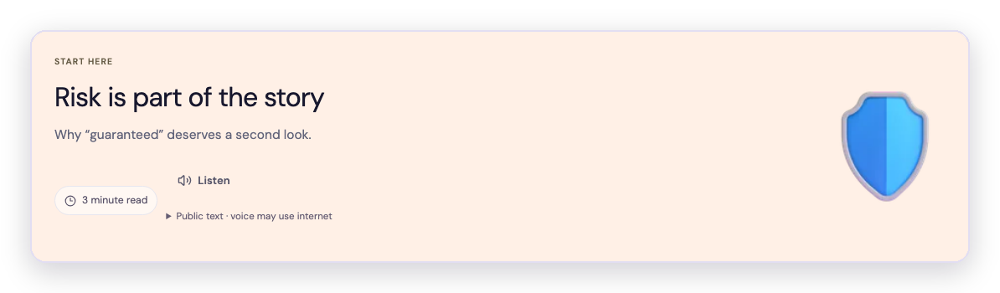 START HERE
Risk is part of the story
Why “guaranteed” deserves a second look.
Listen
3 minute read
Public text · voice may use internet